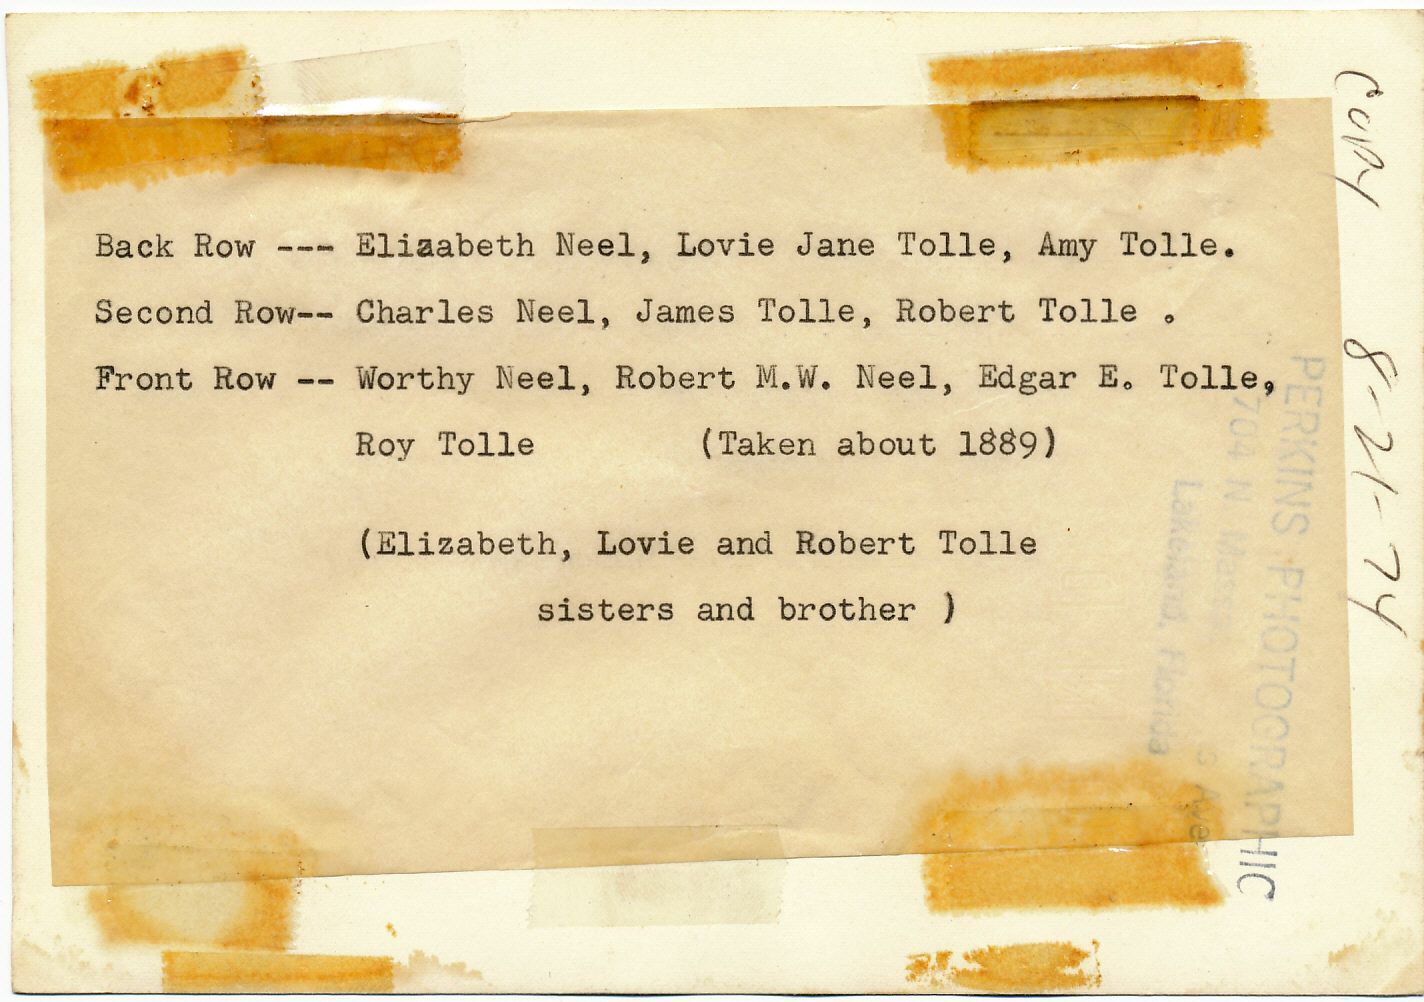 Back Row --- Elizabeth Neel, Lovie Jane Tolle, Amy Tolle.
Second Row-- Charles Neel, James Tolle, Robert Tolle .
Front Row -- Worthy Neel, Robert M.W. Neel, Edgar E. Tolle,
Roy Tolle (Taken about 1889)
(Elizabeth, Lovie and Robert Tolle
sisters and brother )
Copy 8-21-74
PERKINS PHOTOGRAPHIC
704 N Ave
Lakeland, Florida